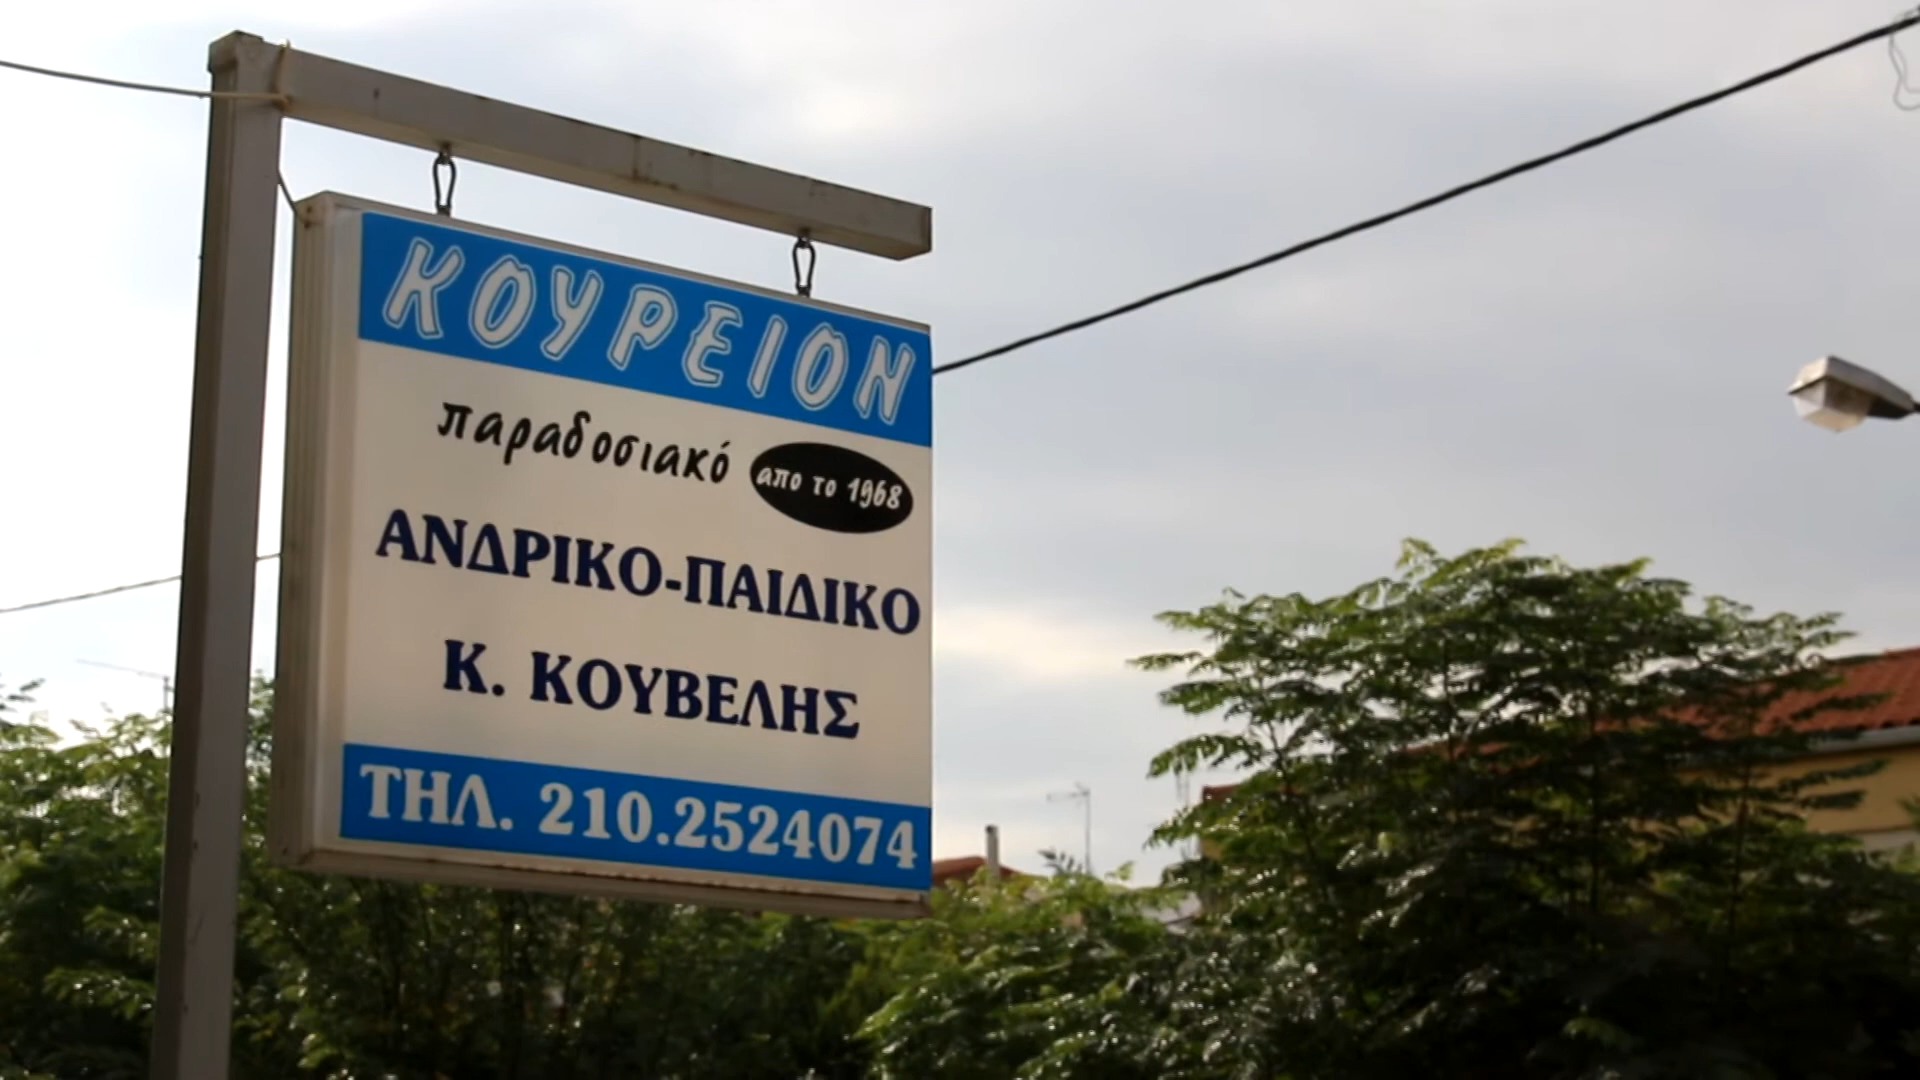 ΚΟΥΡΕΙΟΝ
παραδοσιακό απο το 1968
ΑΝΔΡΙΚΟ-ΠΑΙΔΙΚΟ
Κ. ΚΟΥΒΕΛΗΣ
ΤΗΛ. 210.2524074